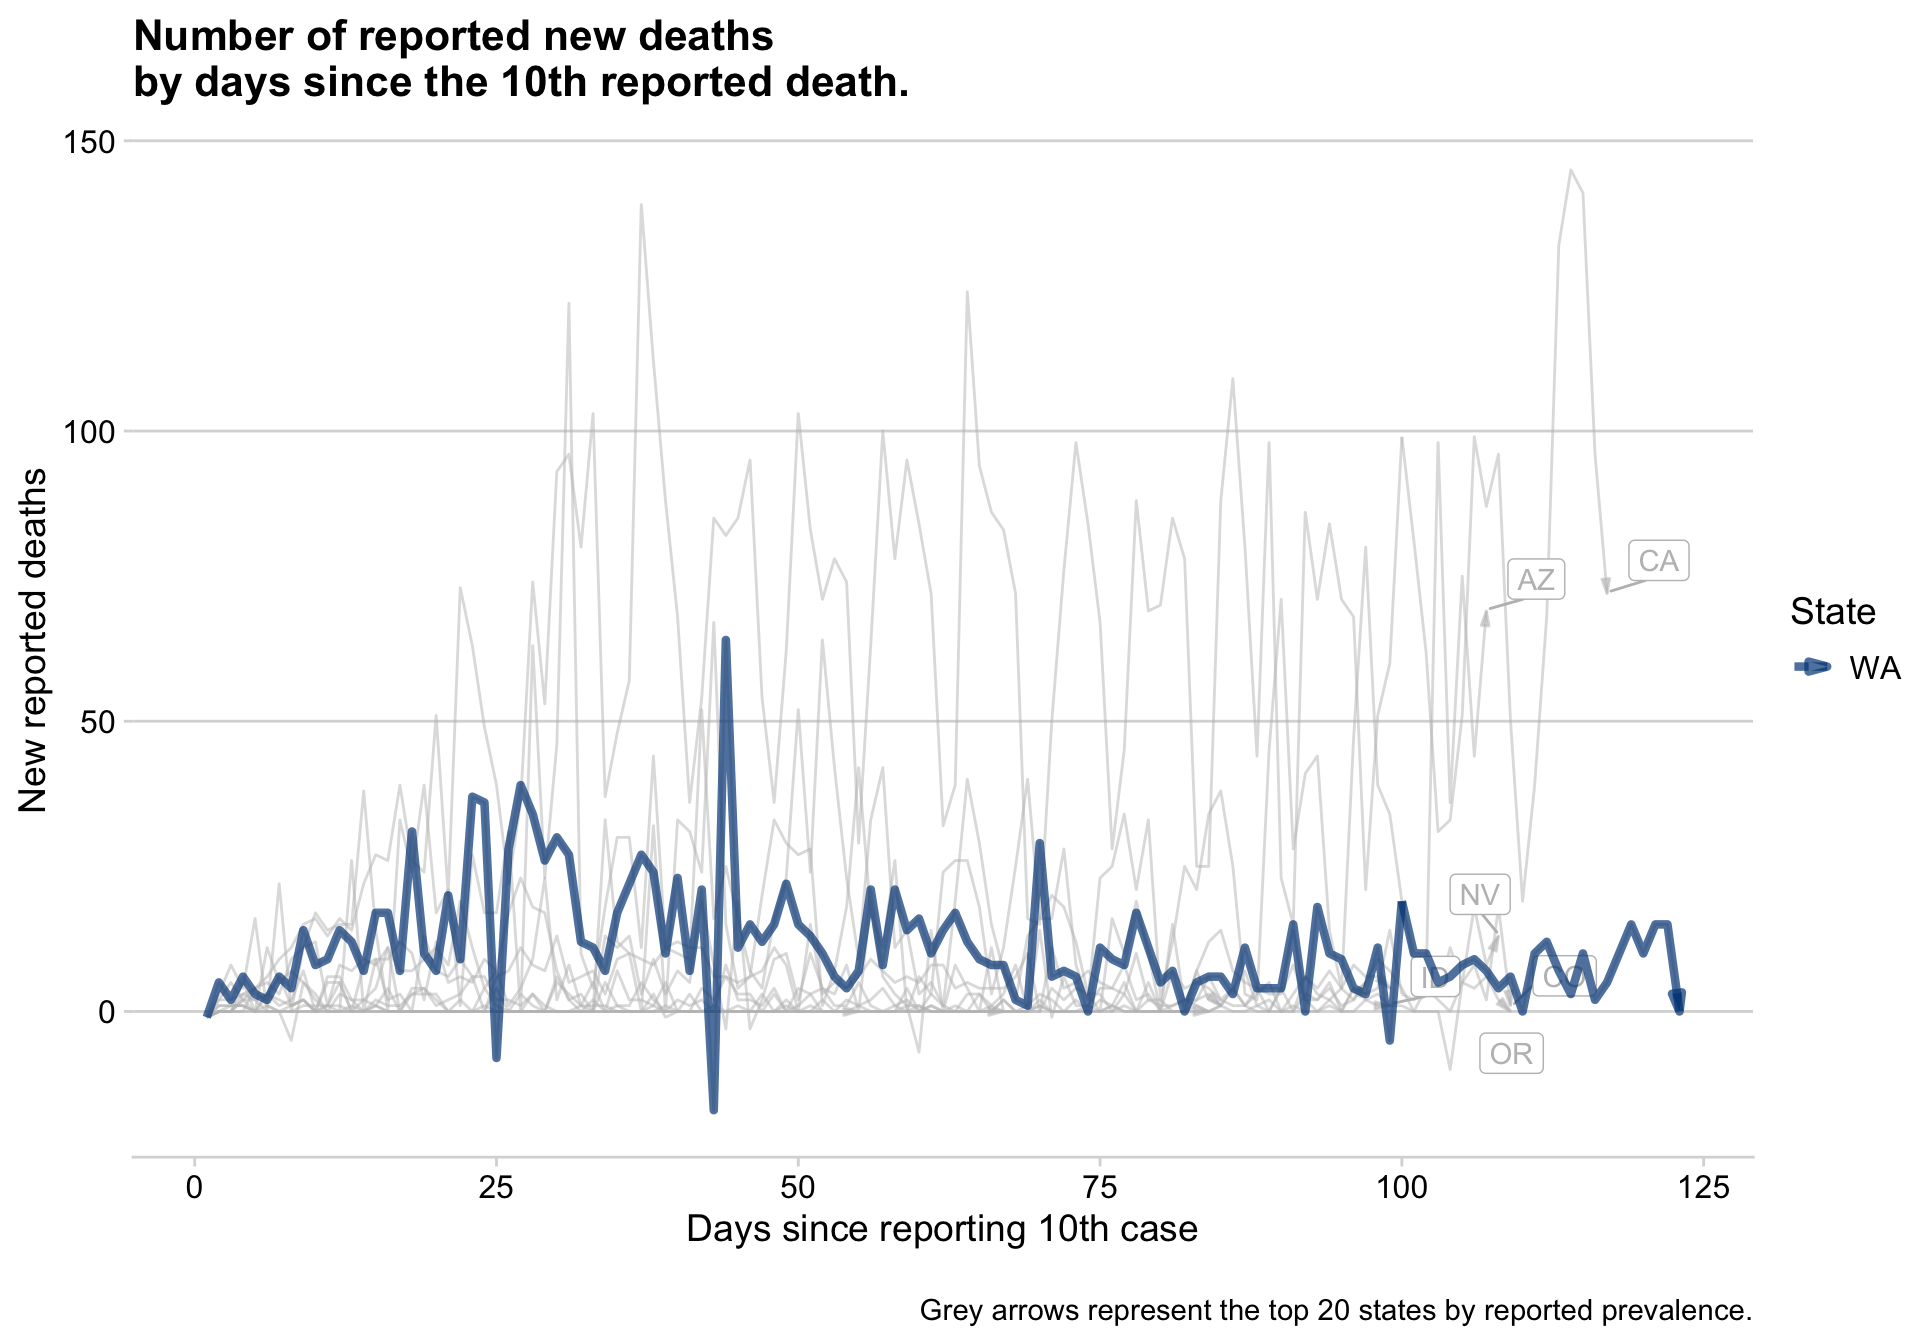 Number of reported new deaths
by days since the 10th reported death.
150
100
50
0
New reported deaths
CA
AZ
NV
ID
CO
OR
State
WA
0 25 50 75 100 125
Days since reporting 10th case
Grey arrows represent the top 20 states by reported prevalence.